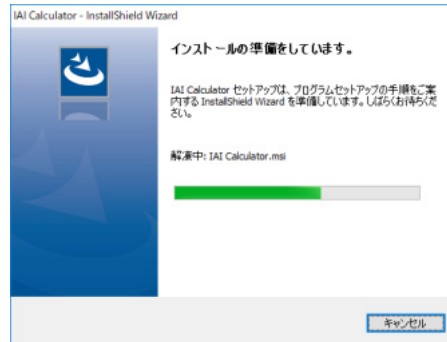 IAI Calculator - InstallShield Wizard
インストールの準備をしています。
IAI Calculator セットアップは、プログラムセットアップの手順をご案
内する InstallShield Wizard を準備しています。しばらくお待ちくだ
さい。
解凍中: IAI Calculator.msi
キャンセル